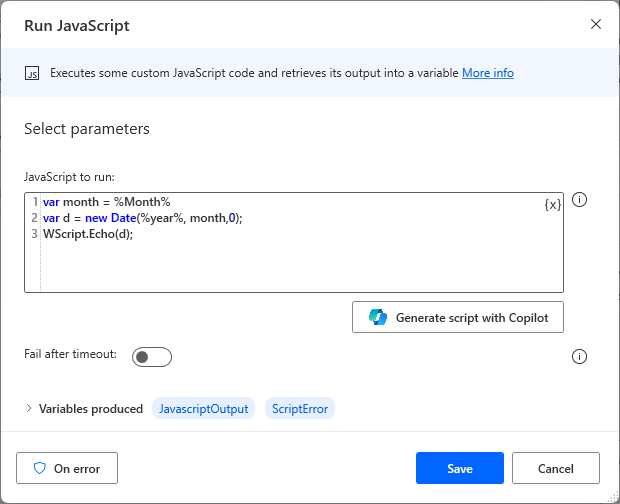 Run JavaScript
JS Executes some custom JavaScript code and retrieves its output into a variable More info
Select parameters
JavaScript to run:
1 var month = %Month% {x}
2 var d = new Date(%year%, month,0);
3 WScript.Echo(d);
Generate script with Copilot
Fail after timeout:
Variables produced JavascriptOutput ScriptError
On error Save Cancel